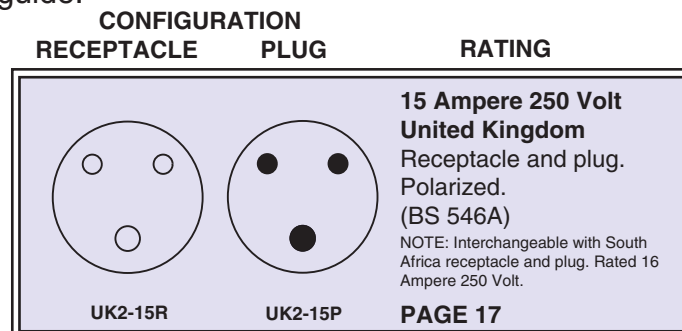 guide.
CONFIGURATION
RECEPTACLE PLUG RATING
15 Ampere 250 Volt
United Kingdom
Receptacle and plug.
Polarized.
(BS 546A)
NOTE: Interchangeable with South
Africa receptacle and plug. Rated 16
Ampere 250 Volt.
UK2-15R UK2-15P PAGE 17